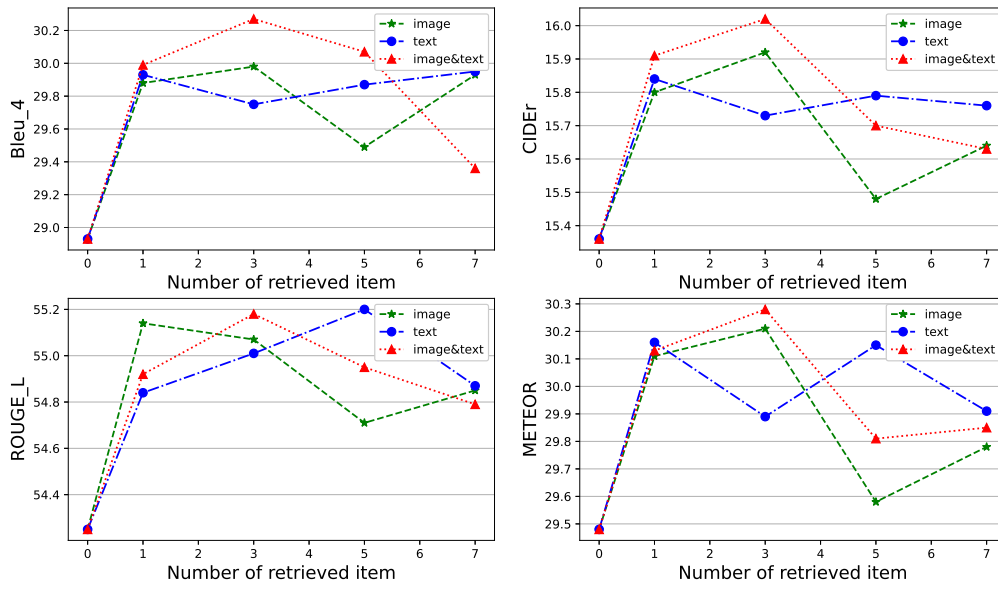 Bleu_4
30.2
30.0
29.8
29.6
29.4
29.2
29.0
image
text
image&text
0 1 2 3 4 5 6 7
Number of retrieved item
CIDEr
16.0
15.9
15.8
15.7
15.6
15.5
15.4
image
text
image&text
0 1 2 3 4 5 6 7
Number of retrieved item
ROUGE_L
55.2
55.0
54.8
54.6
54.4
image
text
image&text
0 1 2 3 4 5 6 7
Number of retrieved item
METEOR
30.3
30.2
30.1
30.0
29.9
29.8
29.7
29.6
29.5
image
text
image&text
0 1 2 3 4 5 6 7
Number of retrieved item